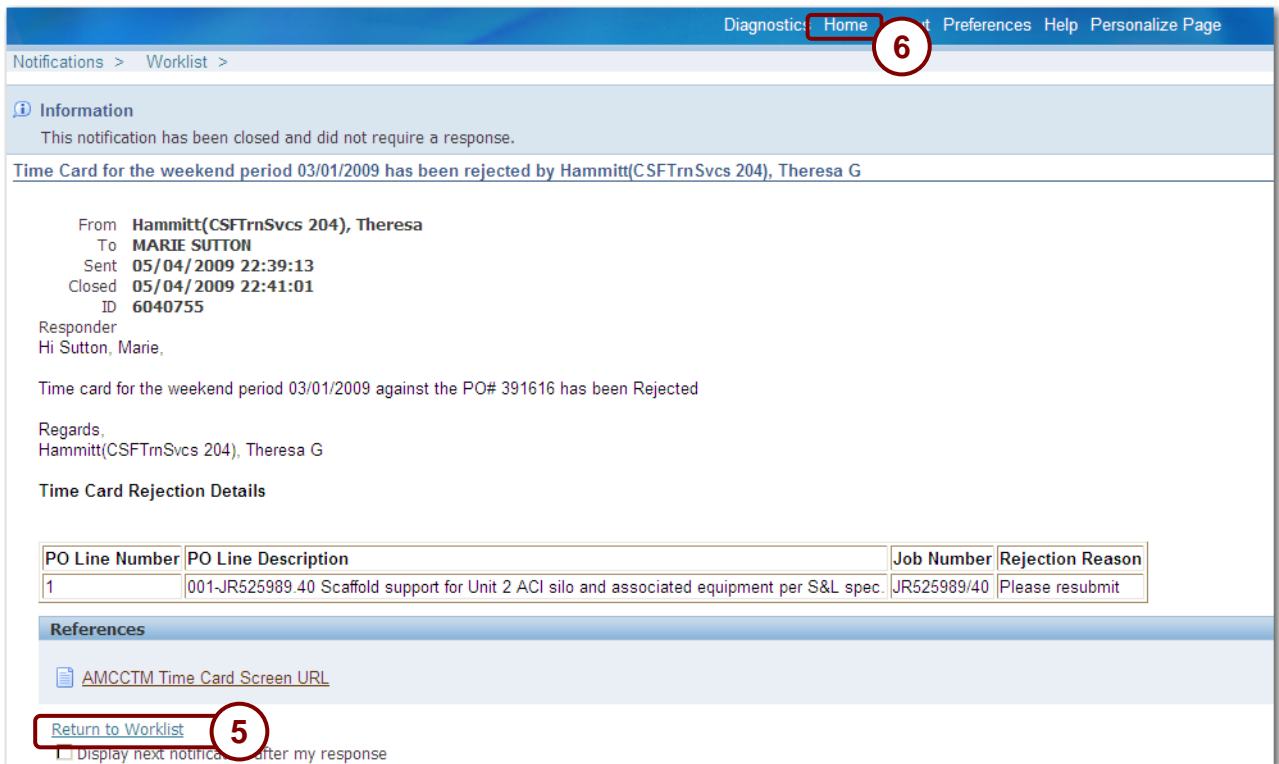 Diagnostics Home Preferences Help Personalize Page
6
Notifications > Worklist >
Information
This notification has been closed and did not require a response.
Time Card for the weekend period 03/01/2009 has been rejected by Hammitt(CSFTrnSvcs 204), Theresa G
From Hammitt(CSFTrnSvcs 204), Theresa
To MARIE SUTTON
Sent 05/04/2009 22:39:13
Closed 05/04/2009 22:41:01
ID 6040755
Responder
Hi Sutton, Marie,
Time card for the weekend period 03/01/2009 against the PO# 391616 has been Rejected
Regards,
Hammitt(CSFTrnSvcs 204), Theresa G
Time Card Rejection Details
PO Line Number PO Line Description Job Number Rejection Reason
1 001-JR525989.40 Scaffold support for Unit 2 ACI silo and associated equipment per S&L spec. JR525989/40 Please resubmit
References
AMCCTM Time Card Screen URL
Return to Worklist
5
Display next after my response